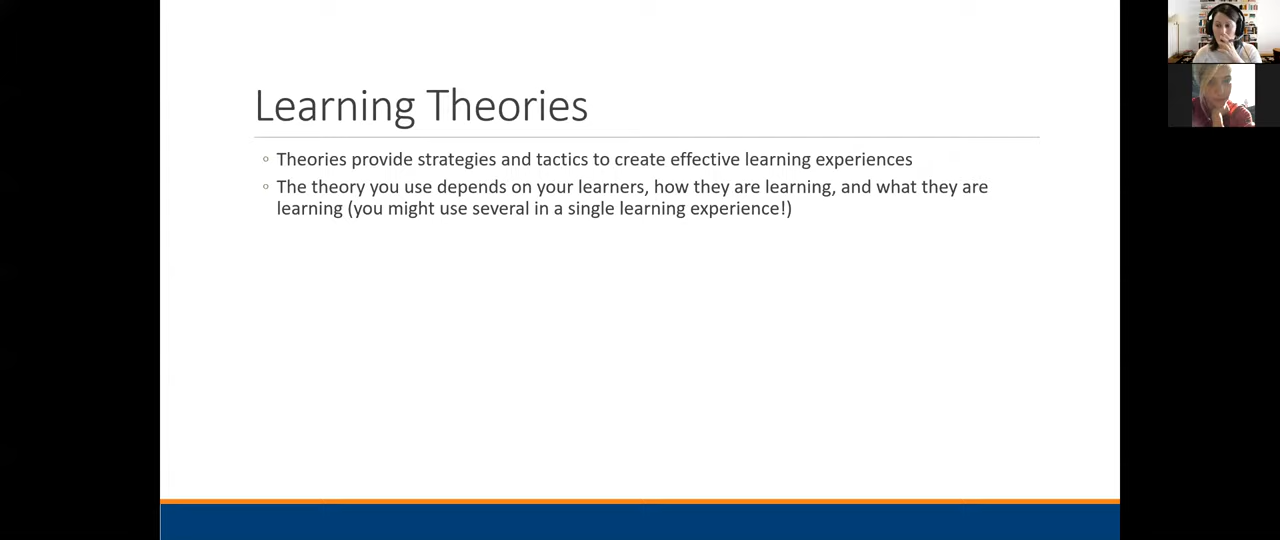 Learning Theories
Theories provide strategies and tactics to create effective learning experiences
The theory you use depends on your learners, how they are learning, and what they are
learning (you might use several in a single learning experience!)